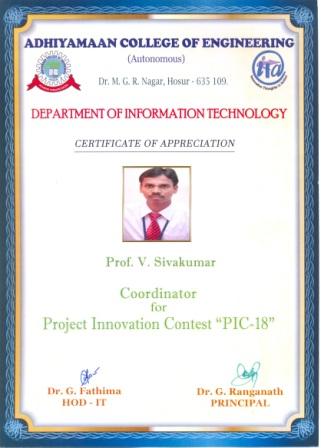 ADHIYAMAAN COLLEGE OF ENGINEERING
(Autonomous)
Dr. M. G. R. Nagar, Hosur - 635 109.
DEPARTMENT OF INFORMATION TECHNOLOGY
CERTIFICATE OF APPRECIATION
Prof. V. Sivakumar
Coordinator
for
Project Innovation Contest “PIC-18”
Dr. G. Fathima
HOD - IT
Dr. G. Ranganath
PRINCIPAL